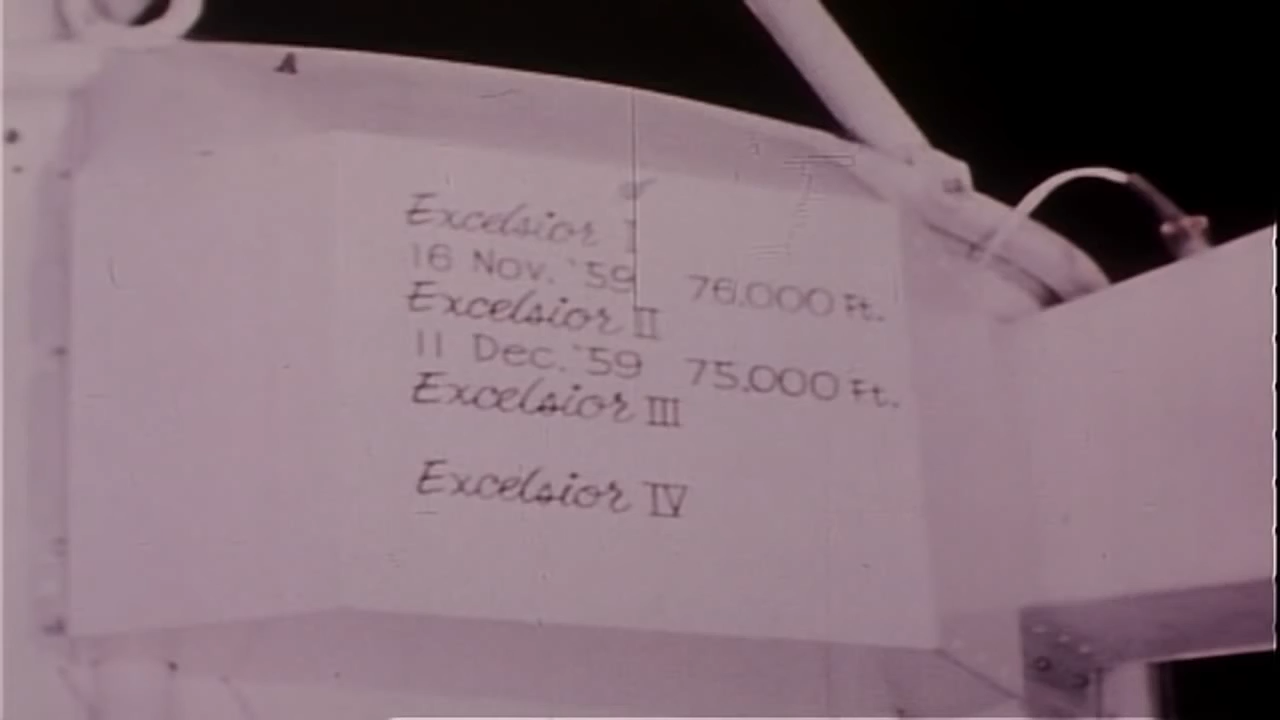 A
Excelsior I
16 Nov. '59 76.000 Ft.
Excelsior II
11 Dec. '59 75.000 Ft.
Excelsior III
Excelsior IV